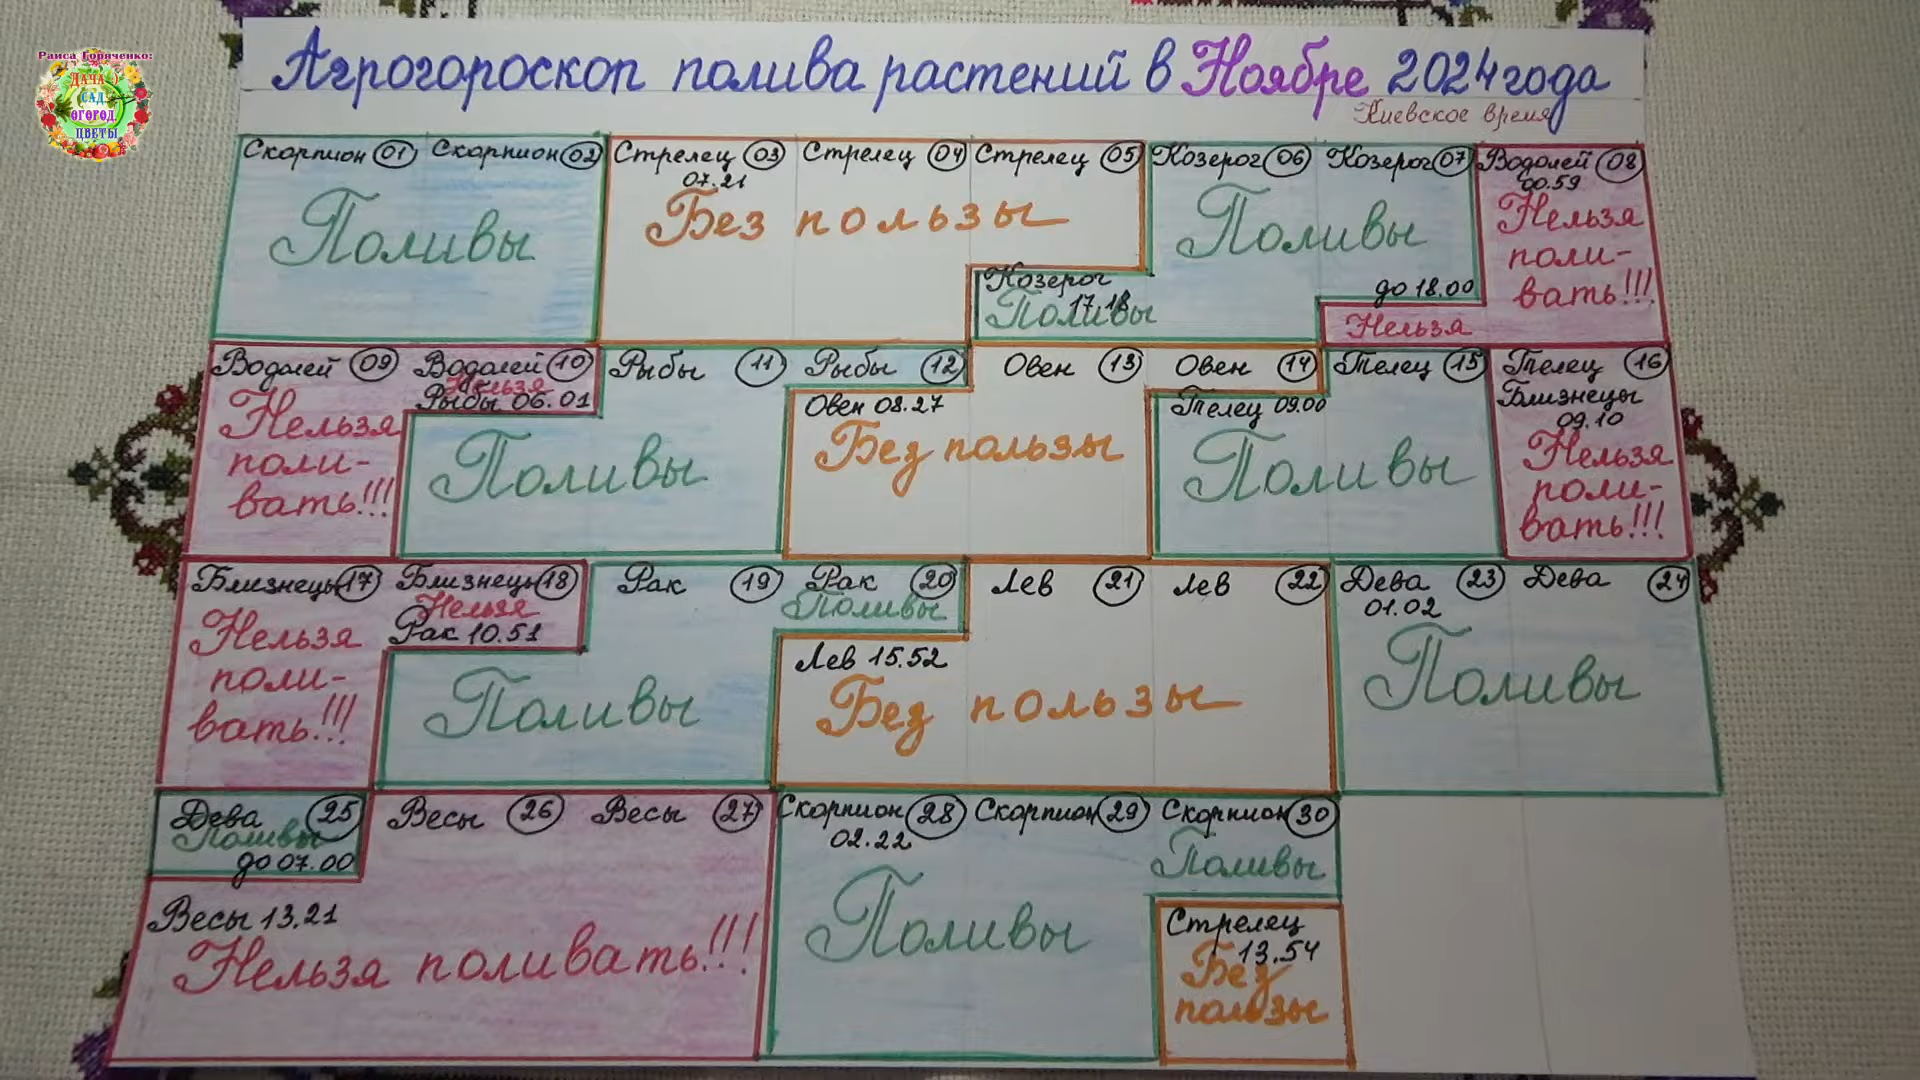 Раиса Горяченко:
ДАЧА :)
САД,
ОГОРОД,
ЦВЕТЫ
Агрогороскоп полива растений в Ноябре 2024 года
Киевское время
Скорпион 01 Скорпион 02 Стрелец 03 Стрелец 04 Стрелец 05 Козерог 06 Козерог 07 Водолей 08
07.21 00.59
Поливы Без пользы Поливы Нельзя
поли-
вать!!!
Козерог до 18.00
17.18
Поливы Нельзя
Водолей 09 Водолей 10 Рыбы 11 Рыбы 12 Овен 13 Овен 14 Телец 15 Телец 16
Нельзя Близнецы
Рыбы 06.01 Овен 08.27 Телец 09.00 09.10
Нельзя
поли-
вать!!! Поливы Без пользы Поливы Нельзя
поли-
вать!!!
Близнецы 17 Близнецы 18 Рак 19 Рак 20 Лев 21 Лев 22 Дева 23 Дева 24
Нельзя Поливы 01.02
Рак 10.51 Лев 15.52
Нельзя
поли-
вать!!! Поливы Без пользы Поливы
Дева 25 Весы 26 Весы 27 Скорпион 28 Скорпион 29 Скорпион 30
Поливы 02.22 Поливы
до 07.00
Весы 13.21 Поливы Стрелец
13.54
Нельзя поливать!!! Без
пользы